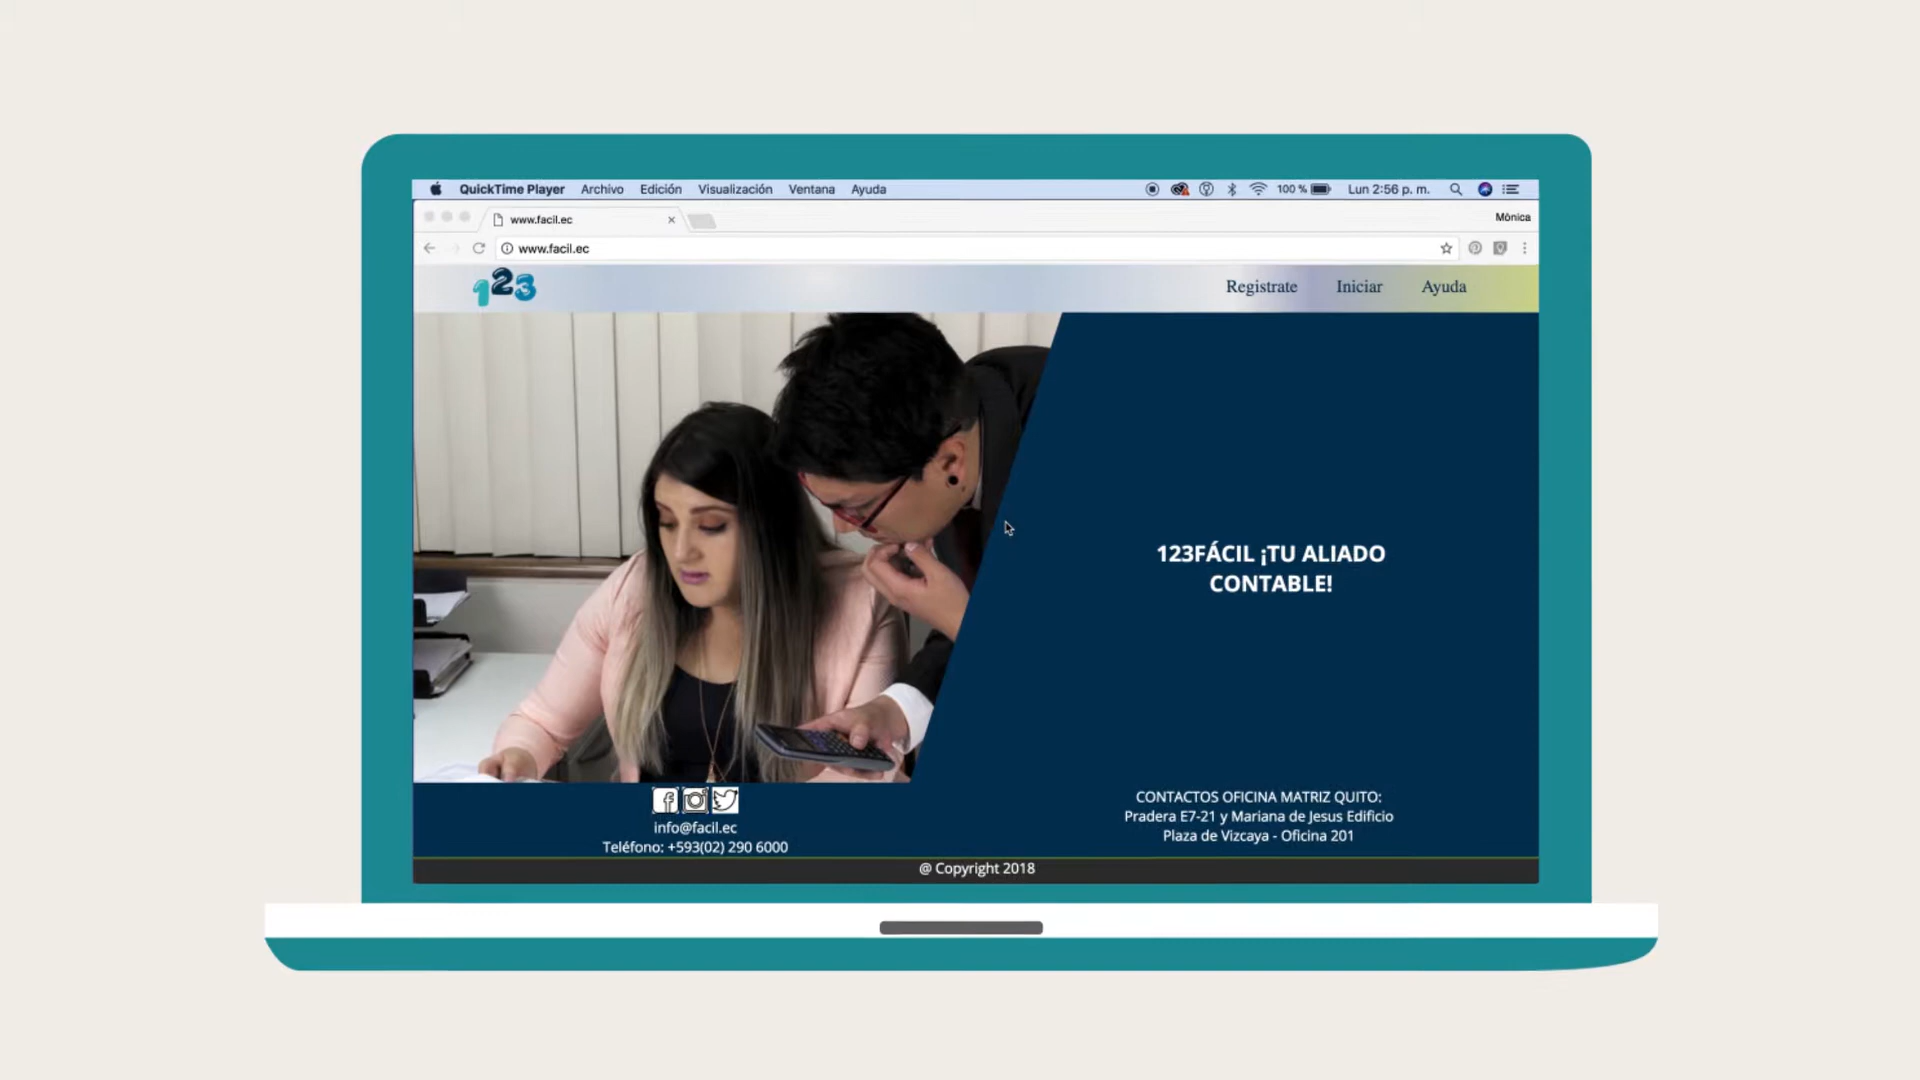 QuickTime Player Archivo Edición Visualización Ventana Ayuda 100 % Lun 2:56 p. m.
www.facil.ec Mònica
www.facil.ec
123 Registrate Iniciar Ayuda
123FÁCIL ¡TU ALIADO
CONTABLE!
info@facil.ec
Teléfono: +593(02) 290 6000
CONTACTOS OFICINA MATRIZ QUITO:
Pradera E7-21 y Mariana de Jesus Edificio
Plaza de Vizcaya - Oficina 201
@ Copyright 2018